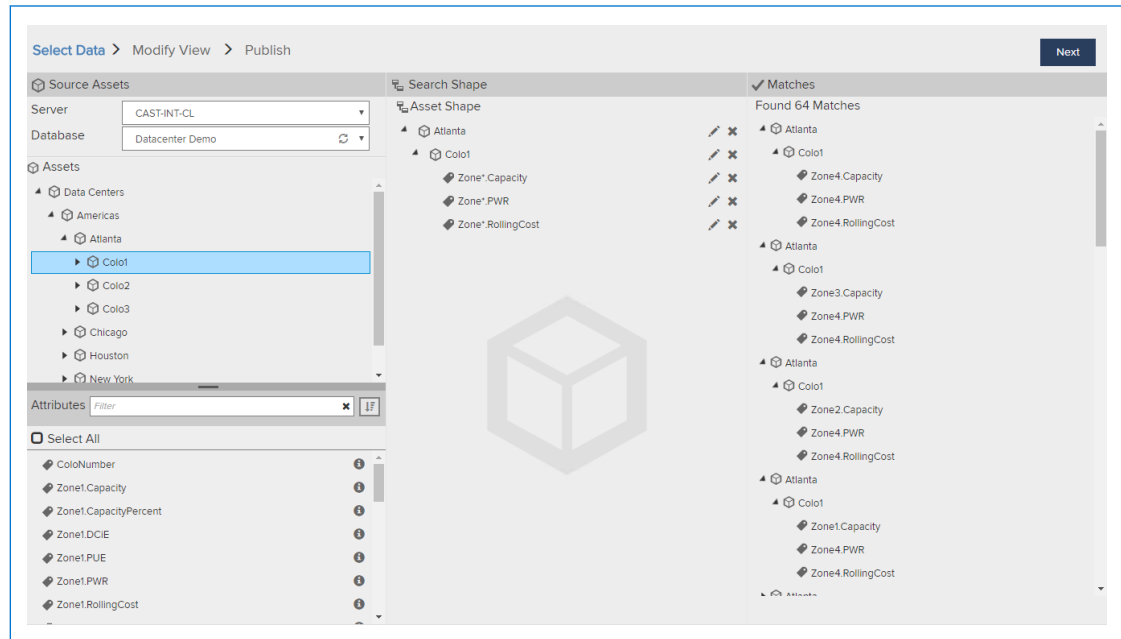 Select Data > Modify View > Publish
Next
Source Assets
Server CAST-INT-CL
Database Datacenter Demo
Assets
Data Centers
Americas
Atlanta
Colo1
Colo2
Colo3
Chicago
Houston
New York
Attributes Filter
Select All
ColoNumber
Zone1.Capacity
Zone1.CapacityPercent
Zone1.DCiE
Zone1.PUE
Zone1.PWR
Zone1.RollingCost
Search Shape
Asset Shape
Atlanta
Colo1
Zone*.Capacity
Zone*.PWR
Zone*.RollingCost
Matches
Found 64 Matches
Atlanta
Colo1
Zone4.Capacity
Zone4.PWR
Zone4.RollingCost
Atlanta
Colo1
Zone3.Capacity
Zone4.PWR
Zone4.RollingCost
Atlanta
Colo1
Zone2.Capacity
Zone4.PWR
Zone4.RollingCost
Atlanta
Colo1
Zone1.Capacity
Zone4.PWR
Zone4.RollingCost
Atlanta